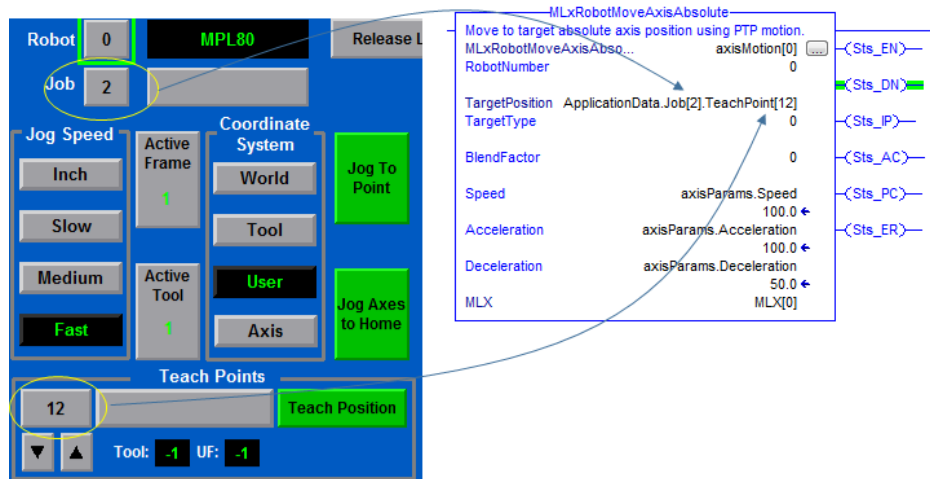 Robot
0
MPL80
Release L
Job
2
Jog Speed
Inch
Slow
Medium
Fast
Active
Frame
1
Active
Tool
1
Coordinate
System
World
Tool
User
Axis
Jog To
Point
Jog Axes
to Home
Teach Points
12
Teach Position
Tool: -1 UF: -1
MLxRobotMoveAxisAbsolute
Move to target absolute axis position using PTP motion.
MLxRobotMoveAxisAbso... axisMotion[0] ...
RobotNumber 0
TargetPosition ApplicationData.Job[2].TeachPoint[12]
TargetType 0
BlendFactor 0
Speed axisParams.Speed
100.0
Acceleration axisParams.Acceleration
100.0
Deceleration axisParams.Deceleration
50.0
MLX MLX[0]
(Sts_EN)
(Sts_DN)
(Sts_IP)
(Sts_AC)
(Sts_PC)
(Sts_ER)